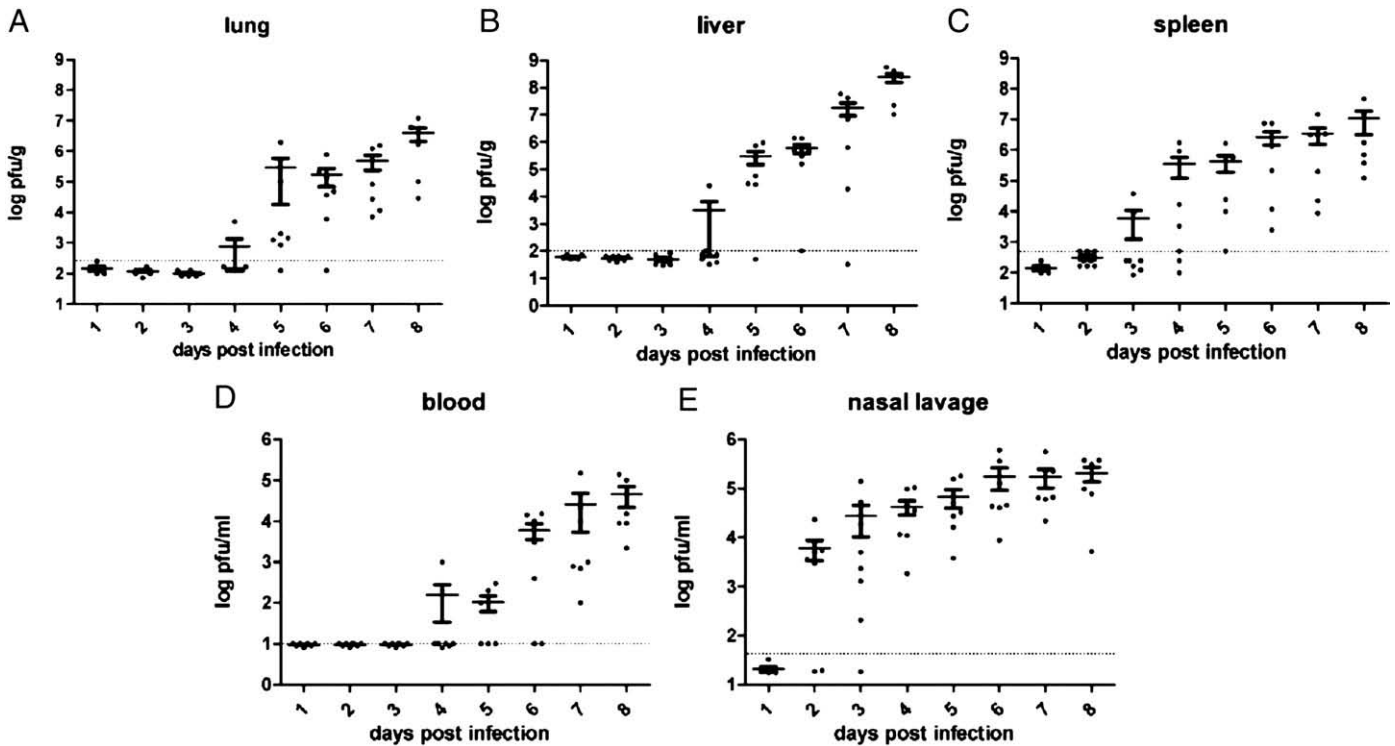 A
lung
log pfu/g
9
8
7
6
5
4
3
2
1
1 2 3 4 5 6 7 8
days post infection
B
liver
log pfu/g
9
8
7
6
5
4
3
2
1
0
1 2 3 4 5 6 7 8
days post infection
C
spleen
log pfu/g
9
8
7
6
5
4
3
2
1
1 2 3 4 5 6 7 8
days post infection
D
blood
log pfu/ml
6
5
4
3
2
1
0
1 2 3 4 5 6 7 8
days post infection
E
nasal lavage
log pfu/ml
6
5
4
3
2
1
1 2 3 4 5 6 7 8
days post infection